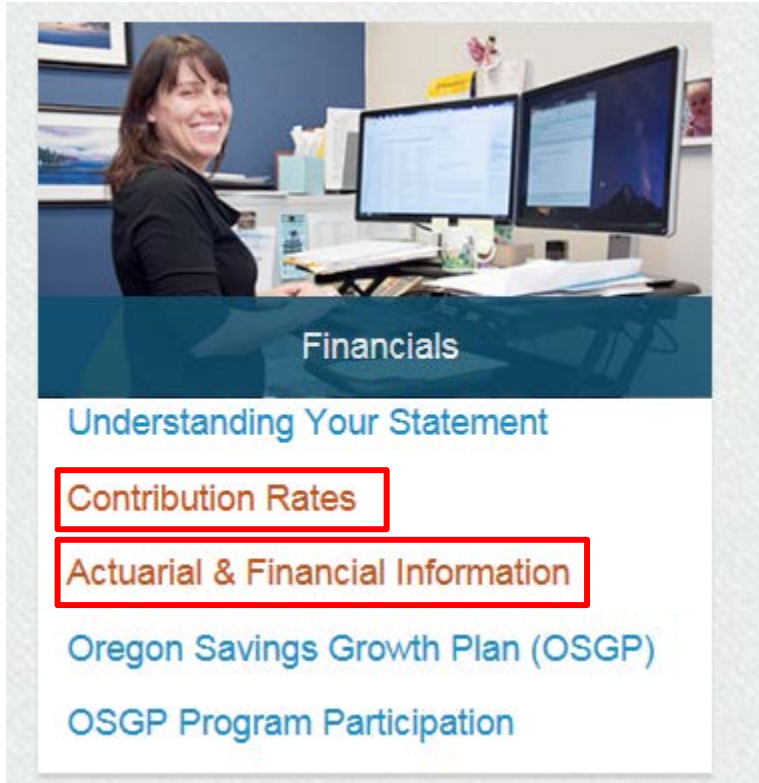 Financials
Understanding Your Statement
Contribution Rates
Actuarial & Financial Information
Oregon Savings Growth Plan (OSGP)
OSGP Program Participation